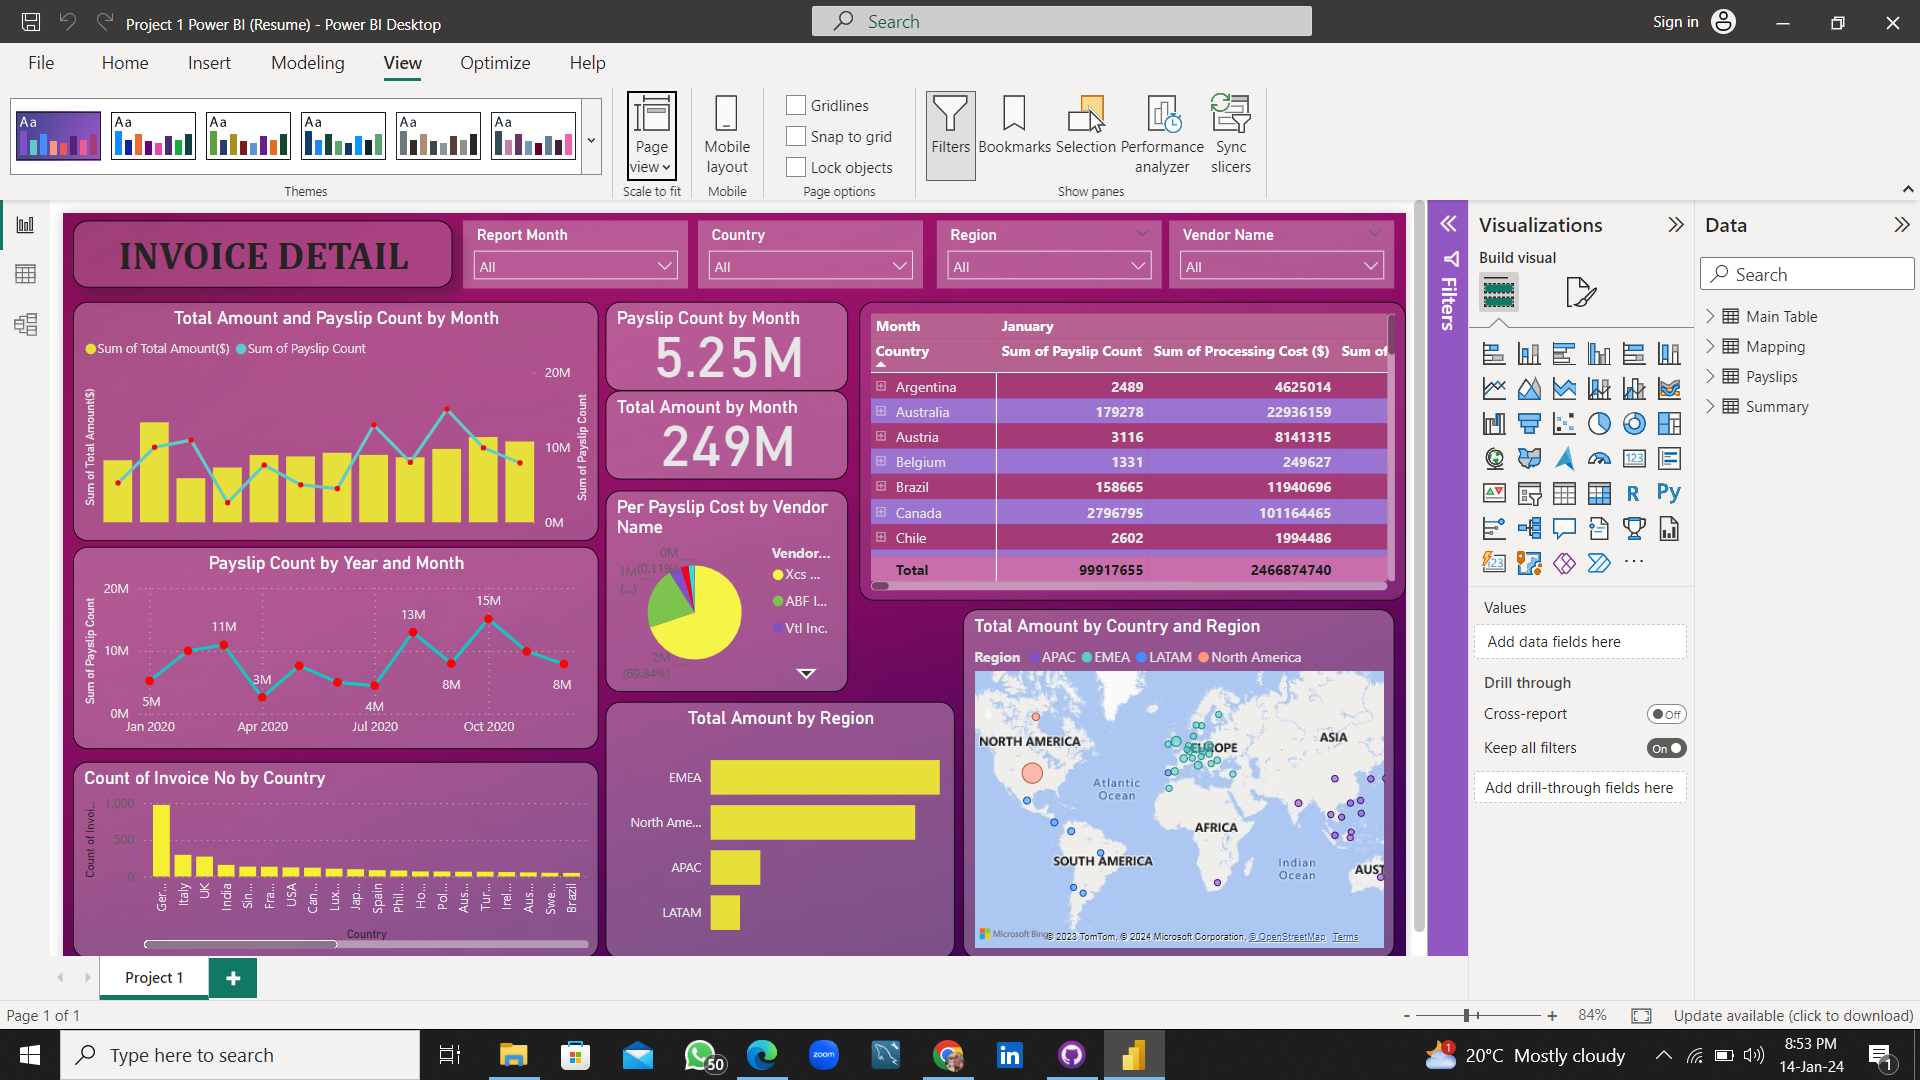 Project 1 Power BI (Resume) - Power BI Desktop
Search
Sign in
File Home Insert Modeling View Optimize Help
Aa Aa Aa Aa Aa Aa
Page view
Mobile layout
Gridlines
Snap to grid
Lock objects
Filters
Bookmarks
Selection
Performance analyzer
Sync slicers
Themes Scale to fit Mobile Page options Show panes
INVOICE DETAIL
Report Month
All
Country
All
Region
All
Vendor Name
All
Total Amount and Payslip Count by Month
Sum of Total Amount($) Sum of Payslip Count
Sum of Total Amount($)
20M
10M
0M
Sum of Payslip Count
Payslip Count by Month
5.25M
Total Amount by Month
249M
Month January
Country Sum of Payslip Count Sum of Processing Cost ($) Sum of
Argentina 2489 4625014
Australia 179278 22936159
Austria 3116 8141315
Belgium 1331 249627
Brazil 158665 11940696
Canada 2796795 101164465
Chile 2602 1994486
Total 99917655 2466874740
Per Payslip Cost by Vendor
Name
0M
(0.11%)
1M
(...)
2M
(69.84%)
Vendor...
Xcs ...
ABF I...
Vtl Inc.
Payslip Count by Year and Month
Sum of Payslip Count
20M
10M
0M
5M
11M
3M
4M
13M
8M
15M
8M
Jan 2020 Apr 2020 Jul 2020 Oct 2020
Total Amount by Region
EMEA
North Ame...
APAC
LATAM
Total Amount by Country and Region
Region APAC EMEA LATAM North America
NORTH AMERICA
EUROPE
ASIA
Atlantic
Ocean
AFRICA
SOUTH AMERICA
Indian
Ocean
AUST
Microsoft Bing
© 2023 TomTom, © 2024 Microsoft Corporation, © OpenStreetMap Terms
Count of Invoice No by Country
Count of Invoi...
1,000
500
0
Ger... Italy UK India Sin... Fra... USA Can... Lux... Jap... Spain Phil... Ho... Pol... Aus... Tur... Irel... Aus... Swe... Brazil
Country
Filters
Visualizations
Build visual
R Py
123
123
Values
Add data fields here
Drill through
Cross-report Off
Keep all filters On
Add drill-through fields here
Data
Search
Main Table
Mapping
Payslips
Summary
Project 1
Page 1 of 1
- + 84%
Update available (click to download)
Type here to search
50
zoom
in
1
20°C Mostly cloudy
8:53 PM
14-Jan-24
1